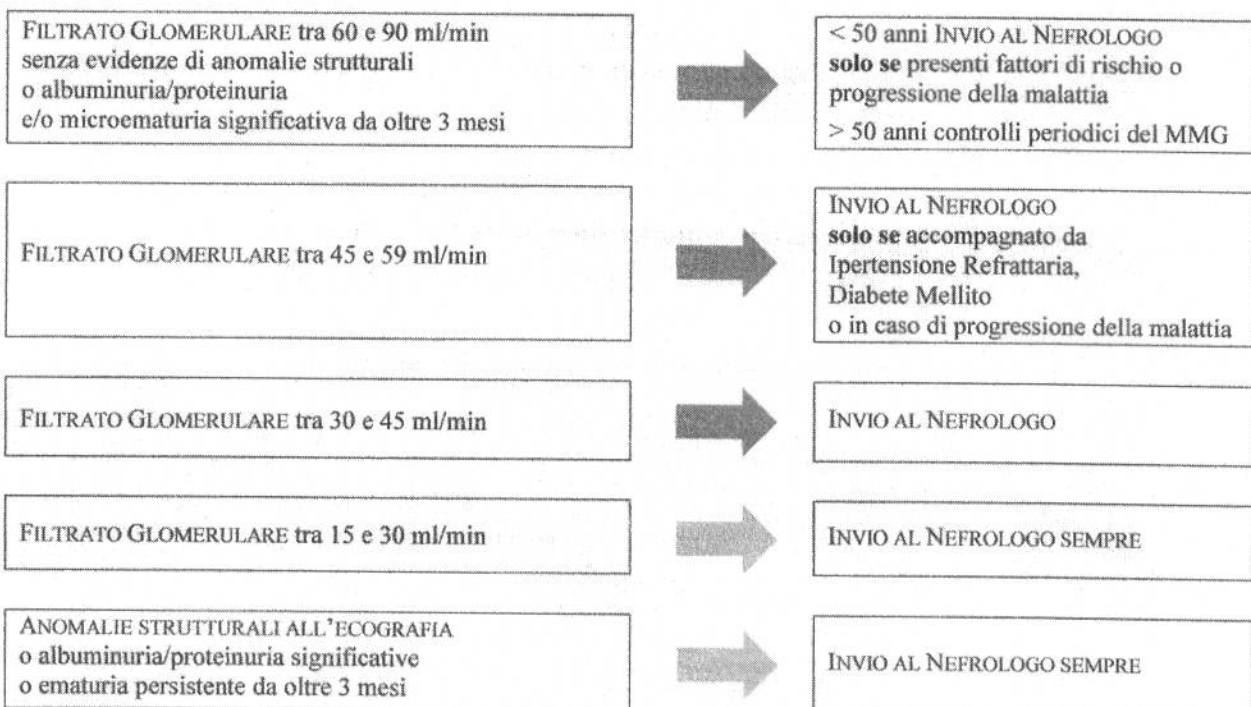 FILTRATO GLOMERULARE tra 60 e 90 ml/min
senza evidenze di anomalie strutturali
o albuminuria/proteinuria
e/o microematuria significativa da oltre 3 mesi
< 50 anni INVIO AL NEFROLOGO
solo se presenti fattori di rischio o
progressione della malattia
> 50 anni controlli periodici del MMG
FILTRATO GLOMERULARE tra 45 e 59 ml/min
INVIO AL NEFROLOGO
solo se accompagnato da
Ipertensione Refrattaria,
Diabete Mellito
o in caso di progressione della malattia
FILTRATO GLOMERULARE tra 30 e 45 ml/min
INVIO AL NEFROLOGO
FILTRATO GLOMERULARE tra 15 e 30 ml/min
INVIO AL NEFROLOGO SEMPRE
ANOMALIE STRUTTURALI ALL'ECOGRAFIA
o albuminuria/proteinuria significative
o ematuria persistente da oltre 3 mesi
INVIO AL NEFROLOGO SEMPRE